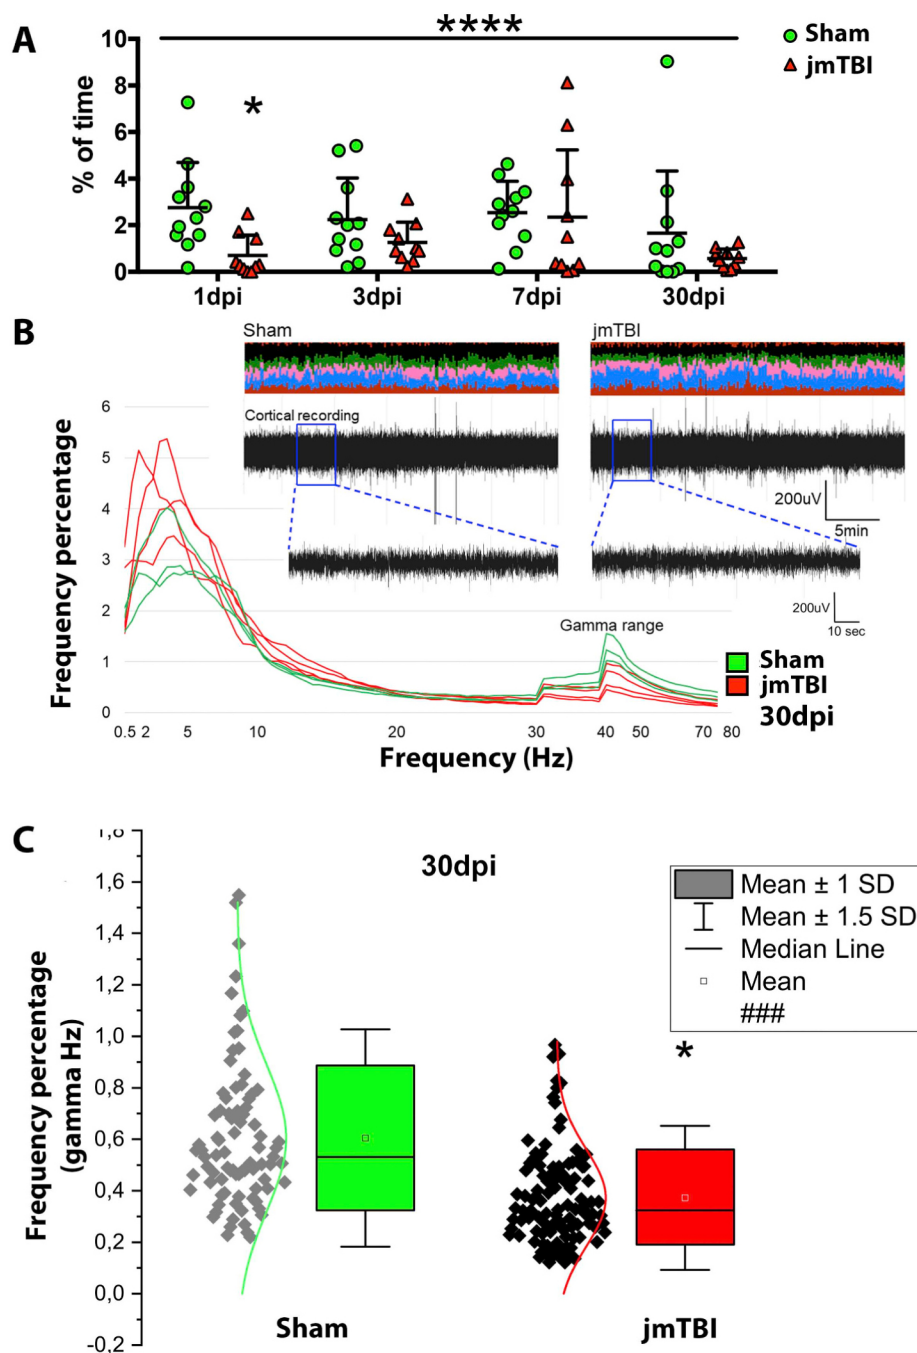 A
****
Sham
jmTBI
% of time
10
8
6
4
2
0
*
1dpi 3dpi 7dpi 30dpi
B
Sham jmTBI
Cortical recording
200uV
5min
200uV
10 sec
Frequency percentage
6
5
4
3
2
1
0
Gamma range
Sham
jmTBI
30dpi
0.5 2 5 10 20 30 40 50 70 80
Frequency (Hz)
C
30dpi
Mean ± 1 SD
Mean ± 1.5 SD
Median Line
Mean
###
*
Frequency percentage
(gamma Hz)
1,8
1,6
1,4
1,2
1,0
0,8
0,6
0,4
0,2
0,0
-0,2
Sham jmTBI